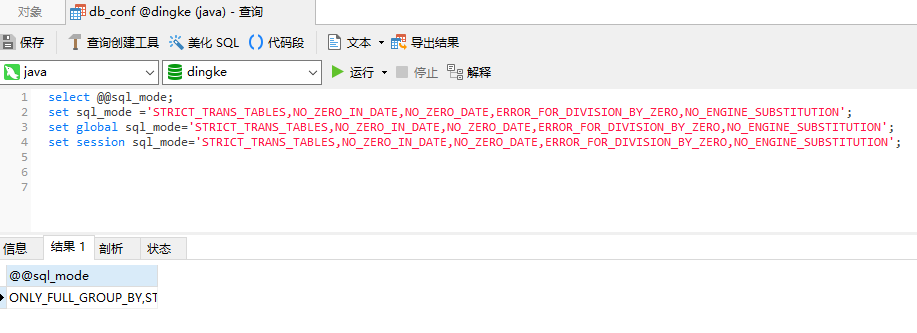 对象
db_conf @dingke (java) - 查询
保存 查询创建工具 美化 SQL () 代码段 文本 导出结果
java dingke 运行 停止 解释
1 select @@sql_mode;
2 set sql_mode ='STRICT_TRANS_TABLES,NO_ZERO_IN_DATE,NO_ZERO_DATE,ERROR_FOR_DIVISION_BY_ZERO,NO_ENGINE_SUBSTITUTION';
3 set global sql_mode='STRICT_TRANS_TABLES,NO_ZERO_IN_DATE,NO_ZERO_DATE,ERROR_FOR_DIVISION_BY_ZERO,NO_ENGINE_SUBSTITUTION';
4 set session sql_mode='STRICT_TRANS_TABLES,NO_ZERO_IN_DATE,NO_ZERO_DATE,ERROR_FOR_DIVISION_BY_ZERO,NO_ENGINE_SUBSTITUTION';
5
6
7
信息 结果 1 剖析 状态
@@sql_mode
ONLY_FULL_GROUP_BY,ST